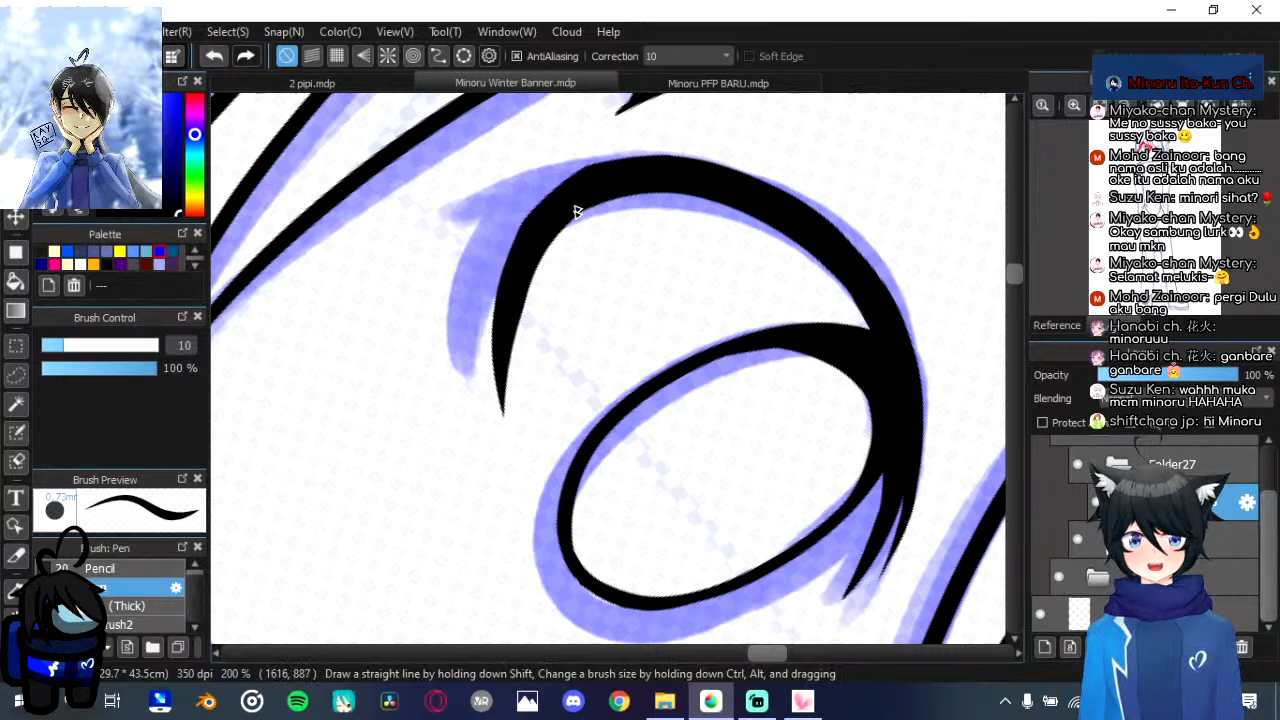 lter(R) Select(S) Snap(N) Color(C) View(V) Tool(T) Window(W) Cloud Help
AntiAliasing Correction 10 Soft Edge
2 pipi.mdp Minoru Winter Banner.mdp Minoru PFP BARU.mdp
Minoru Ito-Kun Ch.
Miyako-chan Mystery:
Me no sussy baka- you
sussy baka
Mohd Zainoor: bang
nama asli ku adalah............
oke itu adalah nama aku
Suzu Ken: minori sihat?
Miyako-chan Mystery:
Okay sambung lurk
mau mkn
Miyako-chan Mystery:
Selamat melukis-
Mohd Zainoor: pergi Dulu
aku bang
Hanabi ch. 花火:
minoruuu
Hanabi ch. 花火: ganbare
ganbare
Suzu Ken: wahhh muka
mcm minoru HAHAHA
shiftchara jp: hi Minoru
Palette
---
Brush Control
10
100 %
Brush Preview
0.73m
Brush: Pen
20 Pencil
(Thick)
rush2
Reference
Opacity 100 %
Blending
Protect
Folder27
29.7 * 43.5cm) 350 dpi 200 % ( 1616, 887 ) Draw a straight line by holding down Shift, Change a brush size by holding down Ctrl, Alt, and dragging